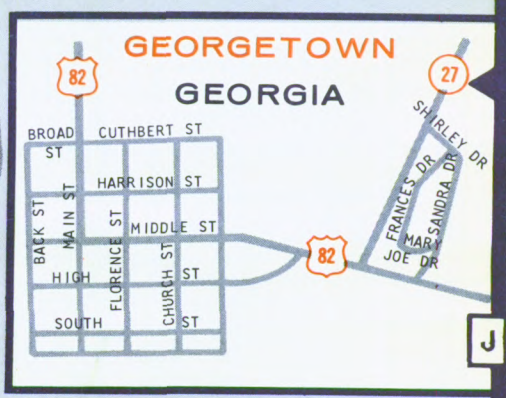 GEORGETOWN
GEORGIA
82
27
BROAD ST
CUTHBERT ST
HARRISON ST
MIDDLE ST
HIGH ST
SOUTH ST
BACK ST
MAIN ST
FLORENCE ST
CHURCH ST
82
SHIRLEY DR
FRANCES DR
SANDRA DR
MARY JOE DR
J